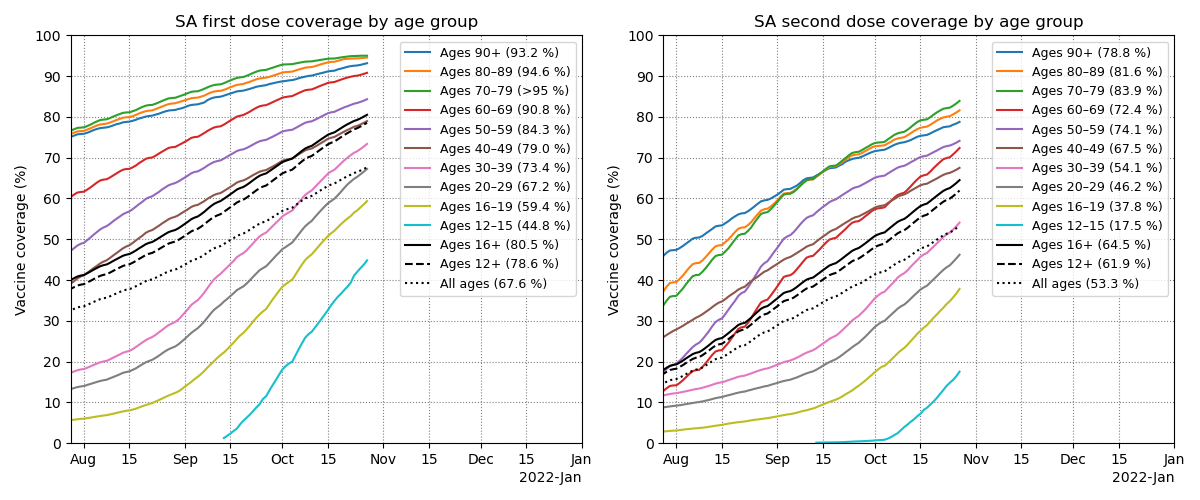 SA first dose coverage by age group
Vaccine coverage (%)
100
90
80
70
60
50
40
30
20
10
0
Aug 15 Sep 15 Oct 15 Nov 15 Dec 15 Jan
2022-Jan
Ages 90+ (93.2 %)
Ages 80–89 (94.6 %)
Ages 70–79 (>95 %)
Ages 60–69 (90.8 %)
Ages 50–59 (84.3 %)
Ages 40–49 (79.0 %)
Ages 30–39 (73.4 %)
Ages 20–29 (67.2 %)
Ages 16–19 (59.4 %)
Ages 12–15 (44.8 %)
Ages 16+ (80.5 %)
Ages 12+ (78.6 %)
All ages (67.6 %)
SA second dose coverage by age group
Vaccine coverage (%)
100
90
80
70
60
50
40
30
20
10
0
Aug 15 Sep 15 Oct 15 Nov 15 Dec 15 Jan
2022-Jan
Ages 90+ (78.8 %)
Ages 80–89 (81.6 %)
Ages 70–79 (83.9 %)
Ages 60–69 (72.4 %)
Ages 50–59 (74.1 %)
Ages 40–49 (67.5 %)
Ages 30–39 (54.1 %)
Ages 20–29 (46.2 %)
Ages 16–19 (37.8 %)
Ages 12–15 (17.5 %)
Ages 16+ (64.5 %)
Ages 12+ (61.9 %)
All ages (53.3 %)